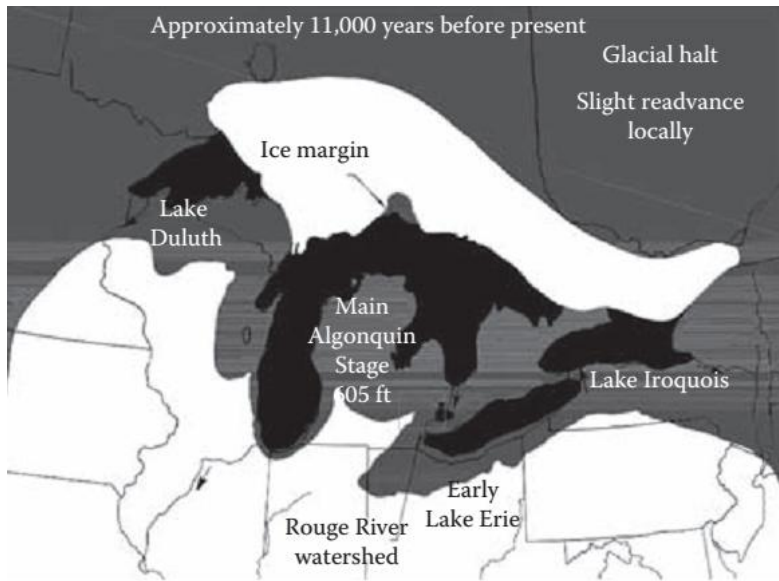 Approximately 11,000 years before present
Glacial halt
Slight readvance
locally
Ice margin
Lake
Duluth
Main
Algonquin
Stage
605 ft
Lake Iroquois
Early
Lake Erie
Rouge River
watershed